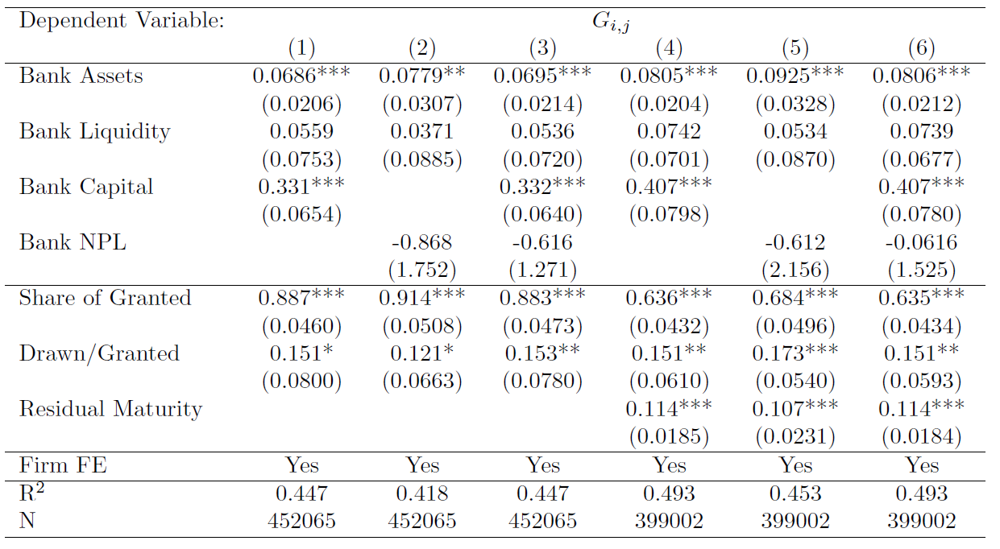 Dependent Variable: G_{i,j}
(1) (2) (3) (4) (5) (6)
Bank Assets 0.0686*** 0.0779** 0.0695*** 0.0805*** 0.0925*** 0.0806***
(0.0206) (0.0307) (0.0214) (0.0204) (0.0328) (0.0212)
Bank Liquidity 0.0559 0.0371 0.0536 0.0742 0.0534 0.0739
(0.0753) (0.0885) (0.0720) (0.0701) (0.0870) (0.0677)
Bank Capital 0.331*** 0.332*** 0.407*** 0.407***
(0.0654) (0.0640) (0.0798) (0.0780)
Bank NPL -0.868 -0.616 -0.612 -0.0616
(1.752) (1.271) (2.156) (1.525)
Share of Granted 0.887*** 0.914*** 0.883*** 0.636*** 0.684*** 0.635***
(0.0460) (0.0508) (0.0473) (0.0432) (0.0496) (0.0434)
Drawn/Granted 0.151* 0.121* 0.153** 0.151** 0.173*** 0.151**
(0.0800) (0.0663) (0.0780) (0.0610) (0.0540) (0.0593)
Residual Maturity 0.114*** 0.107*** 0.114***
(0.0185) (0.0231) (0.0184)
Firm FE Yes Yes Yes Yes Yes Yes
R² 0.447 0.418 0.447 0.493 0.453 0.493
N 452065 452065 452065 399002 399002 399002